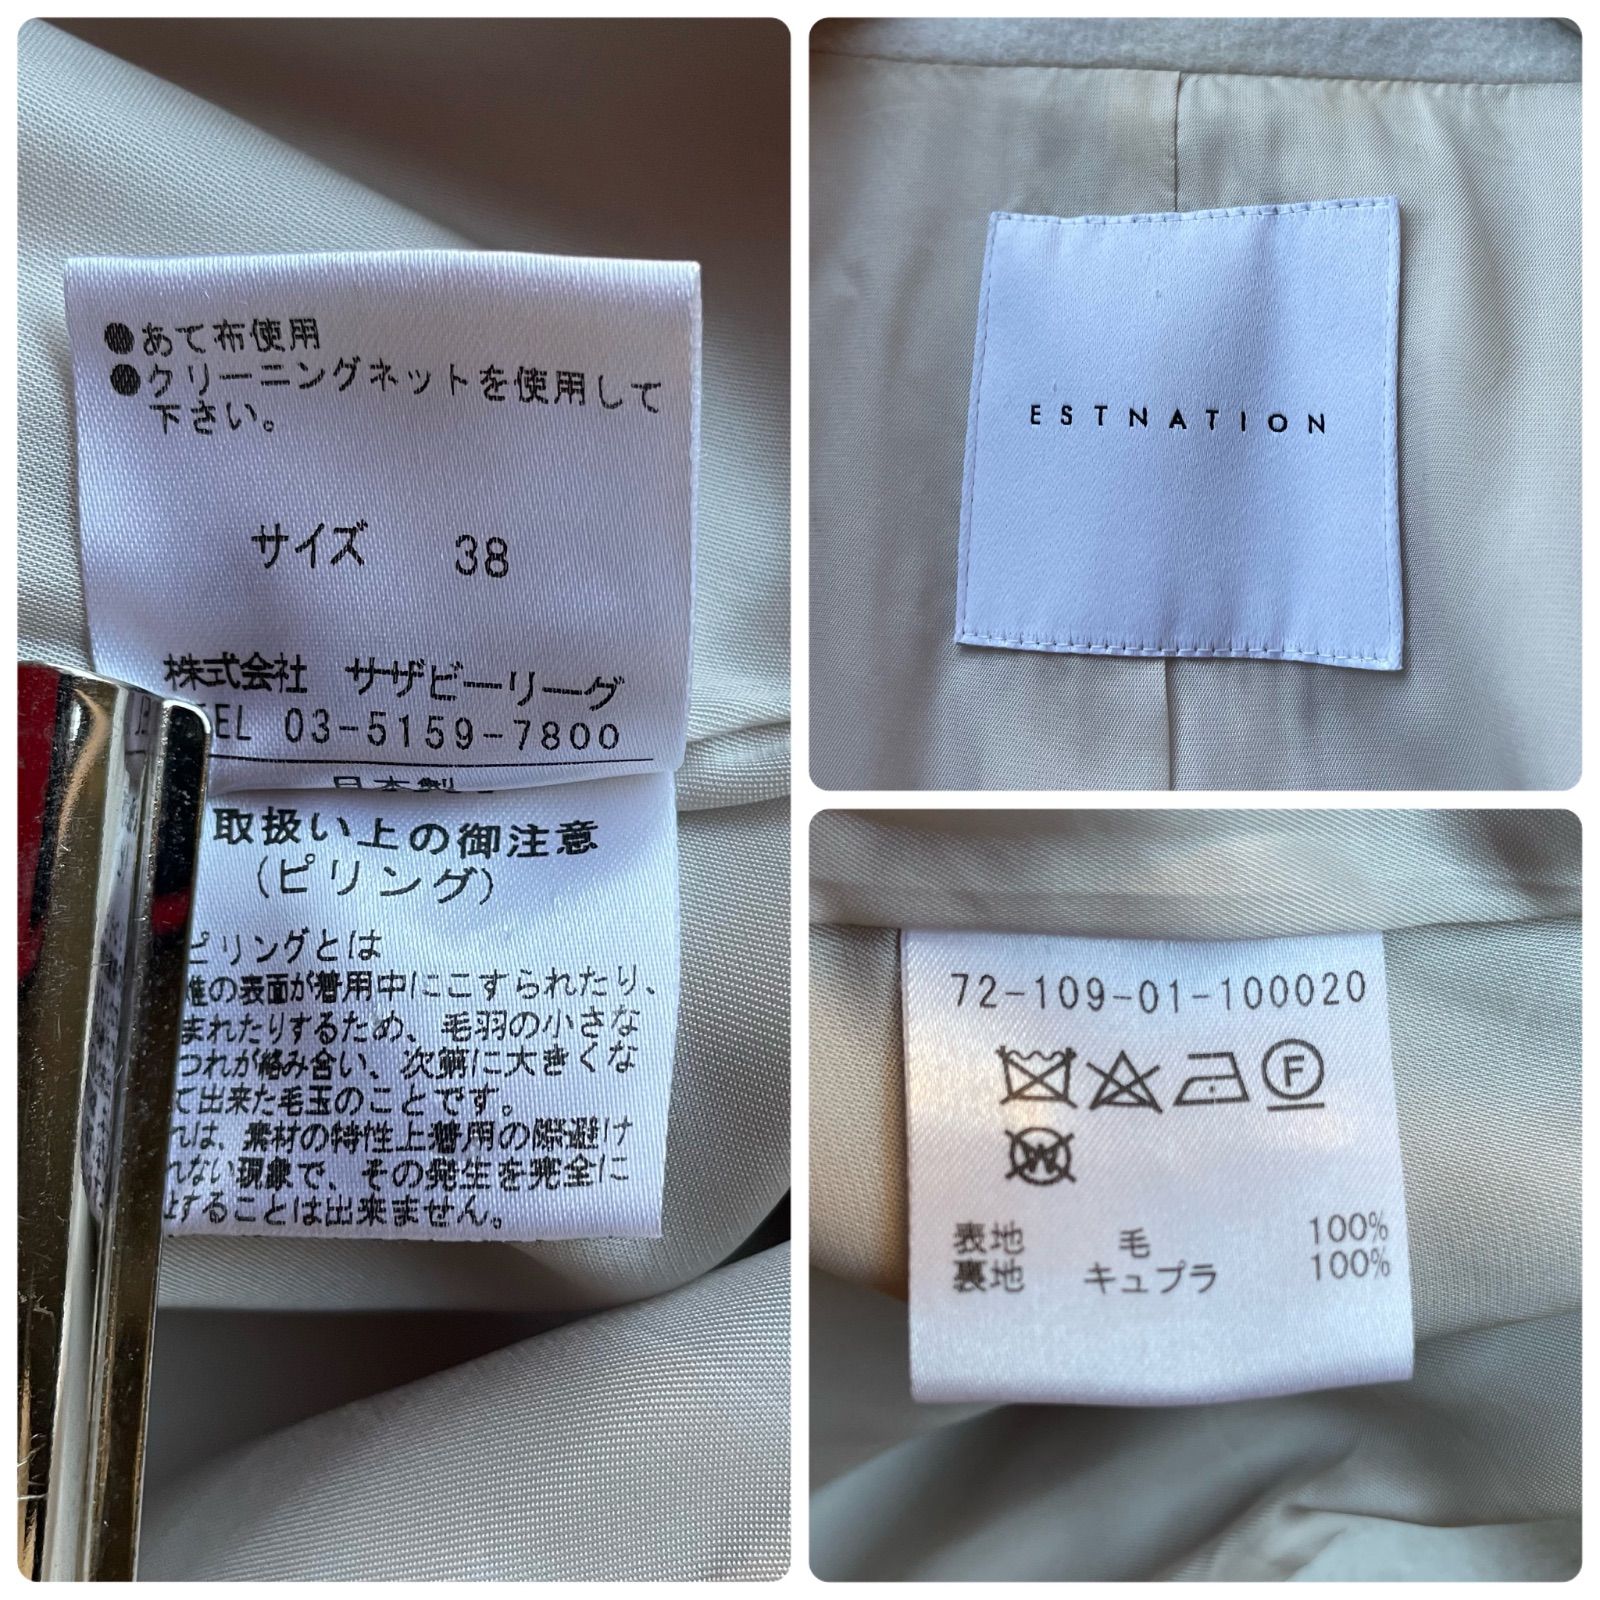 ●あて布使用
●クリーニングネットを使用して
下さい。
サイズ 38
株式会社 サザビーリーグ
TEL 03-5159-7800
日本製
取扱い上の御注意
(ピリング)
ピリングとは
の表面が着用中にこすられたり、
まれたりするため、毛羽の小さな
つれが絡み合い、次第に大きくな
て出来た毛玉のことです。
れは、素材の特性上着用の際避け
れない現象で、その発生を完全に
することは出来ません。
ESTNATION
72-109-01-100020
F
W
表地 毛 100%
裏地 キュプラ 100%